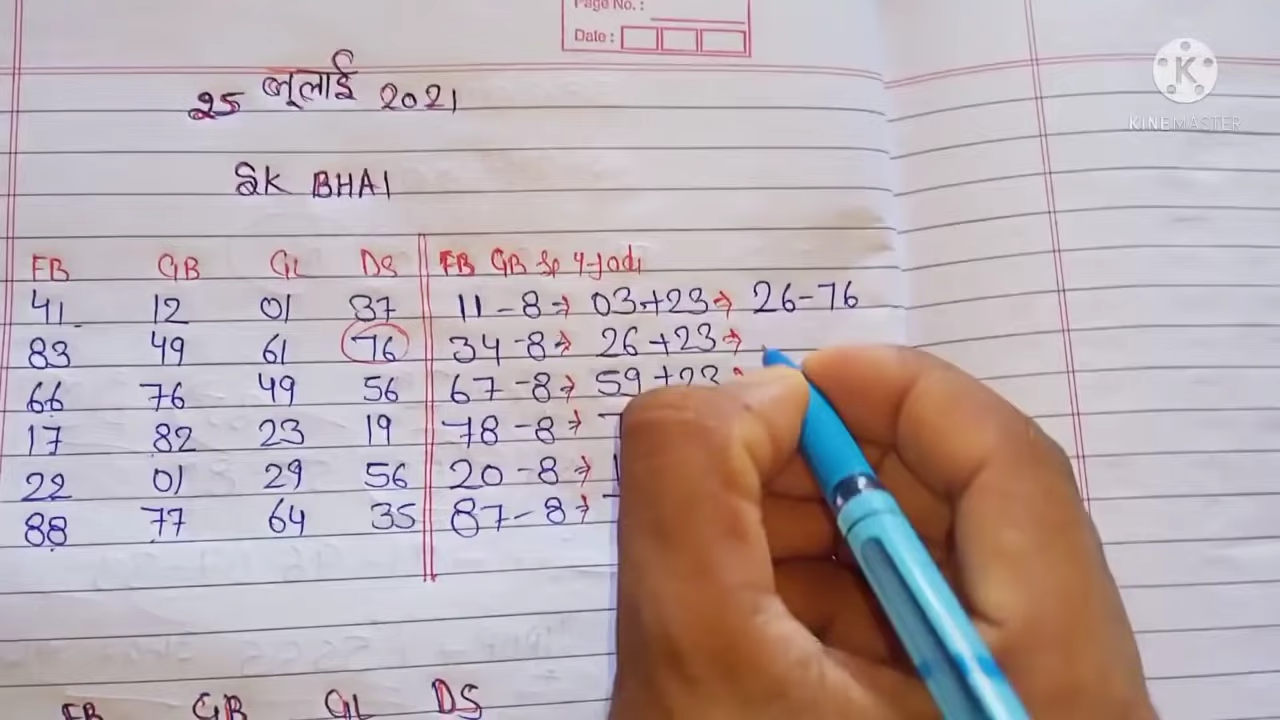 Page No. :
Date :
25 जूलाई 2021
KINEMASTER
SK BHAI
FB GB GL DS FB GB Sp 4-Jodi
41 12 01 37 11-8⇒ 03+23⇒ 26-76
83 49 61 76 34-8⇒ 26+23⇒
66 76 49 56 67-8⇒ 59+23
17 82 23 19 78-8⇒
22 01 29 56 20-8⇒
88 77 64 35 87-8⇒
FB GB GL DS